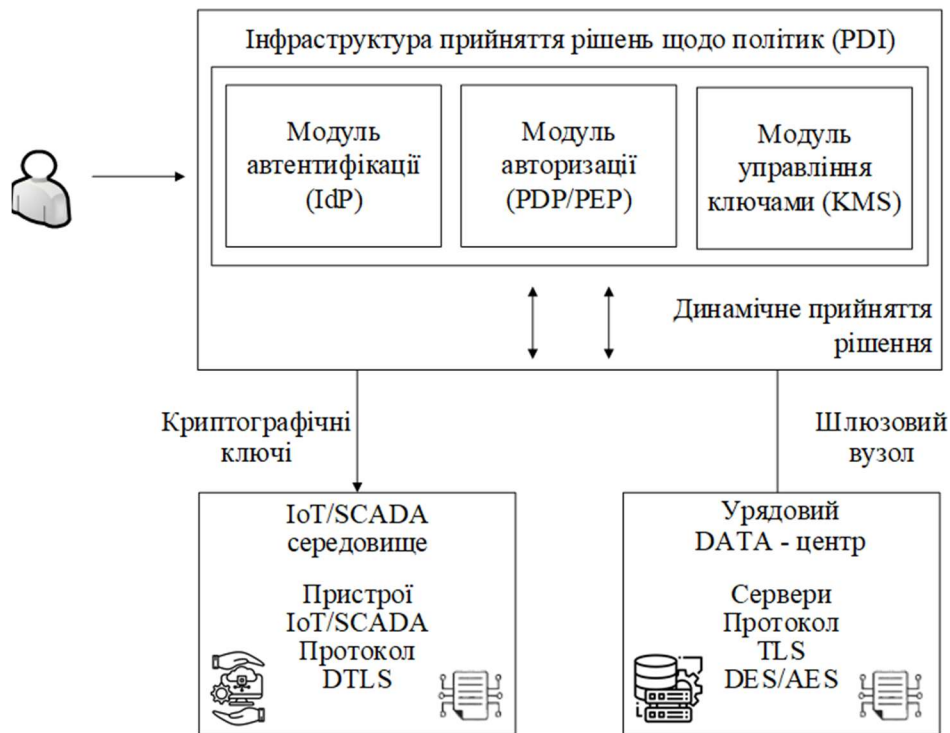 Інфраструктура прийняття рішень щодо політик (PDI)
Модуль
автентифікації
(IdP)
Модуль
авторизації
(PDP/PEP)
Модуль
управління
ключами (KMS)
Динамічне прийняття
рішення
Криптографічні
ключі
Шлюзовий
вузол
IoT/SCADA
середовище
Пристрої
IoT/SCADA
Протокол
DTLS
Урядовий
DATA - центр
Сервери
Протокол
TLS
DES/AES